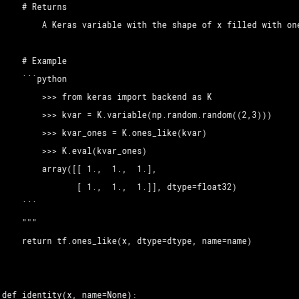 # Returns
A Keras variable with the shape of x filled with
# Example
```python
>>> from keras import backend as K
>>> kvar = K.variable(np.random.random((2,3)))
>>> kvar_ones = K.ones_like(kvar)
>>> K.eval(kvar_ones)
array([[ 1.,  1.,  1.],
[ 1.,  1.,  1.]], dtype=float32)
```
"""
return tf.ones_like(x, dtype=dtype, name=name)
def identity(x, name=None):